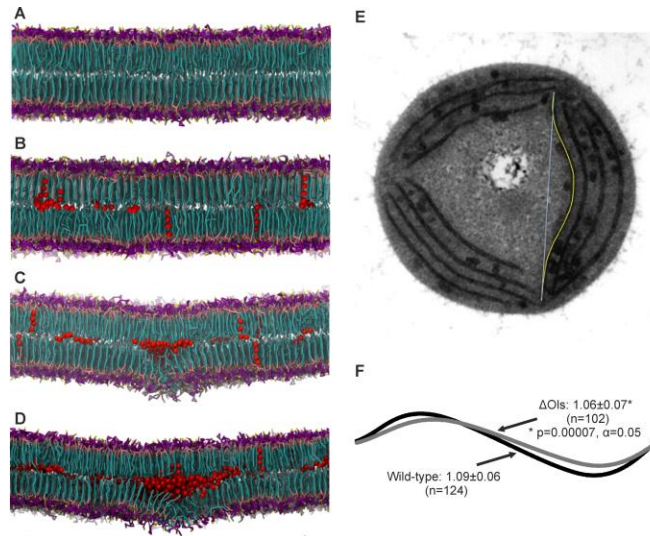 A
B
C
D
E
F
ΔOls: 1.06±0.07*
(n=102)
* p=0.00007, α=0.05
Wild-type: 1.09±0.06
(n=124)